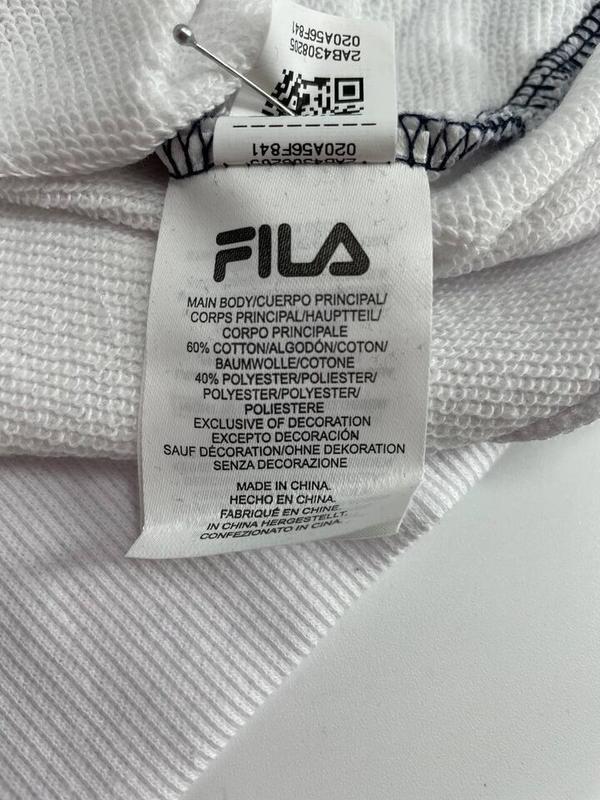 020A56F841
2AB4308205
2AB4308205
020A56F841
FILA
MAIN BODY/CUERPO PRINCIPAL/
CORPS PRINCIPAL/HAUPTTEIL/
CORPO PRINCIPALE
60% COTTON/ALGODÓN/COTON/
BAUMWOLLE/COTONE
40% POLYESTER/POLIESTER/
POLYESTER/POLYESTER/
POLIESTERE
EXCLUSIVE OF DECORATION
EXCEPTO DECORACIÓN
SAUF DÉCORATION/OHNE DEKORATION
SENZA DECORAZIONE
MADE IN CHINA.
HECHO EN CHINA.
FABRIQUÉ EN CHINE.
IN CHINA HERGESTELLT.
CONFEZIONATO IN CINA.